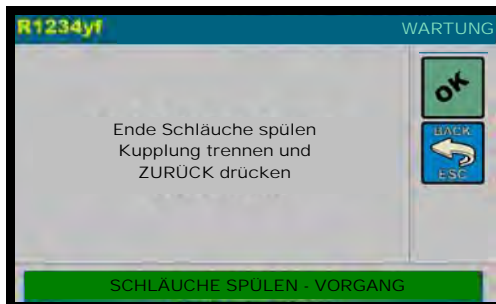 R1234yf
WARTUNG
OK
Ende Schläuche spülen
Kupplung trennen und
ZURÜCK drücken
BACK
ESC
SCHLÄUCHE SPÜLEN - VORGANG